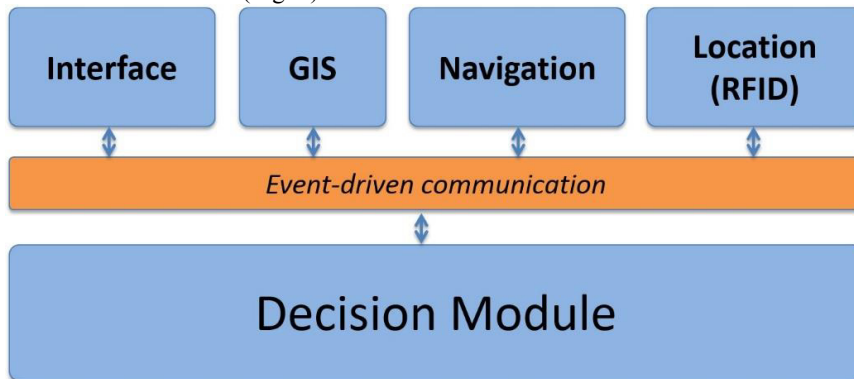 Interface
GIS
Navigation
Location
(RFID)
Event-driven communication
Decision Module